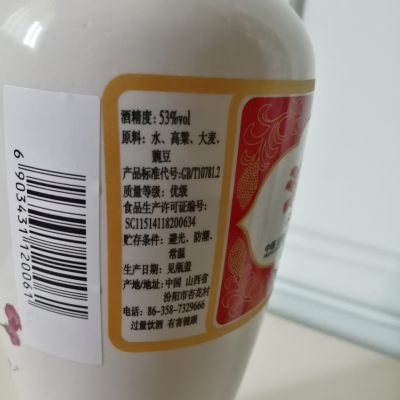 酒精度：53%vol
原料：水、高粱、大麦、
豌豆
产品标准代号：GB/T10781.2
质量等级：优级
食品生产许可证编号：
SC11514118200634
贮存条件：避光、防潮、
常温
生产日期：见瓶盖
产地/地址：中国 山西省
汾阳市杏花村
电话：86-358-7329666
过量饮酒 有害健康
6 903431 120061
中国